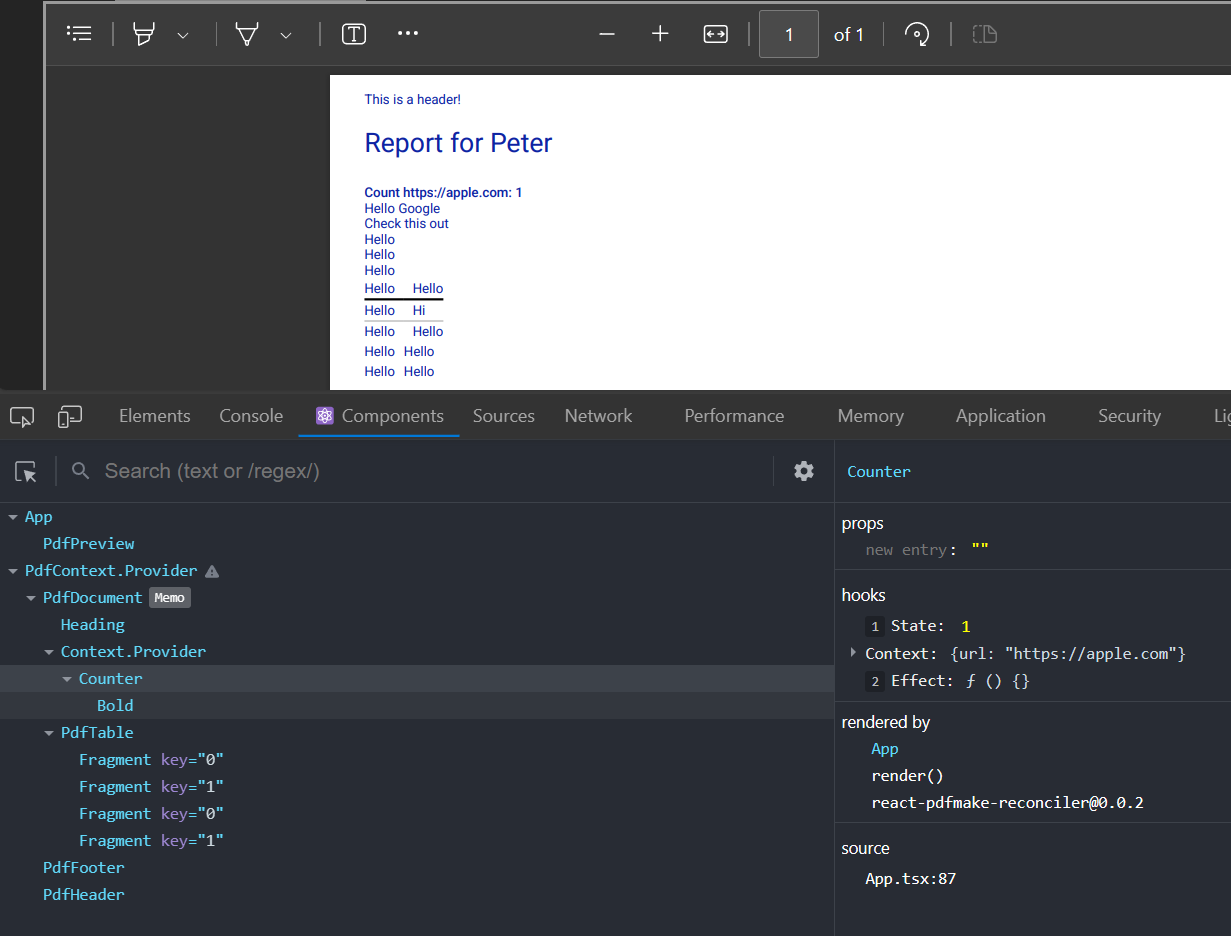 1 of 1
This is a header!
Report for Peter
Count https://apple.com: 1
Hello Google
Check this out
Hello
Hello
Hello
Hello Hello
Hello Hi
Hello Hello
Hello Hello
Hello Hello
Elements Console Components Sources Network Performance Memory Application Security Lig
Search (text or /regex/)
App
PdfPreview
PdfContext.Provider
PdfDocument Memo
Heading
Context.Provider
Counter
Bold
PdfTable
Fragment key="0"
Fragment key="1"
Fragment key="0"
Fragment key="1"
PdfFooter
PdfHeader
Counter
props
new entry: ""
hooks
1 State: 1
Context: {url: "https://apple.com"}
2 Effect: ƒ () {}
rendered by
App
render()
react-pdfmake-reconciler@0.0.2
source
App.tsx:87